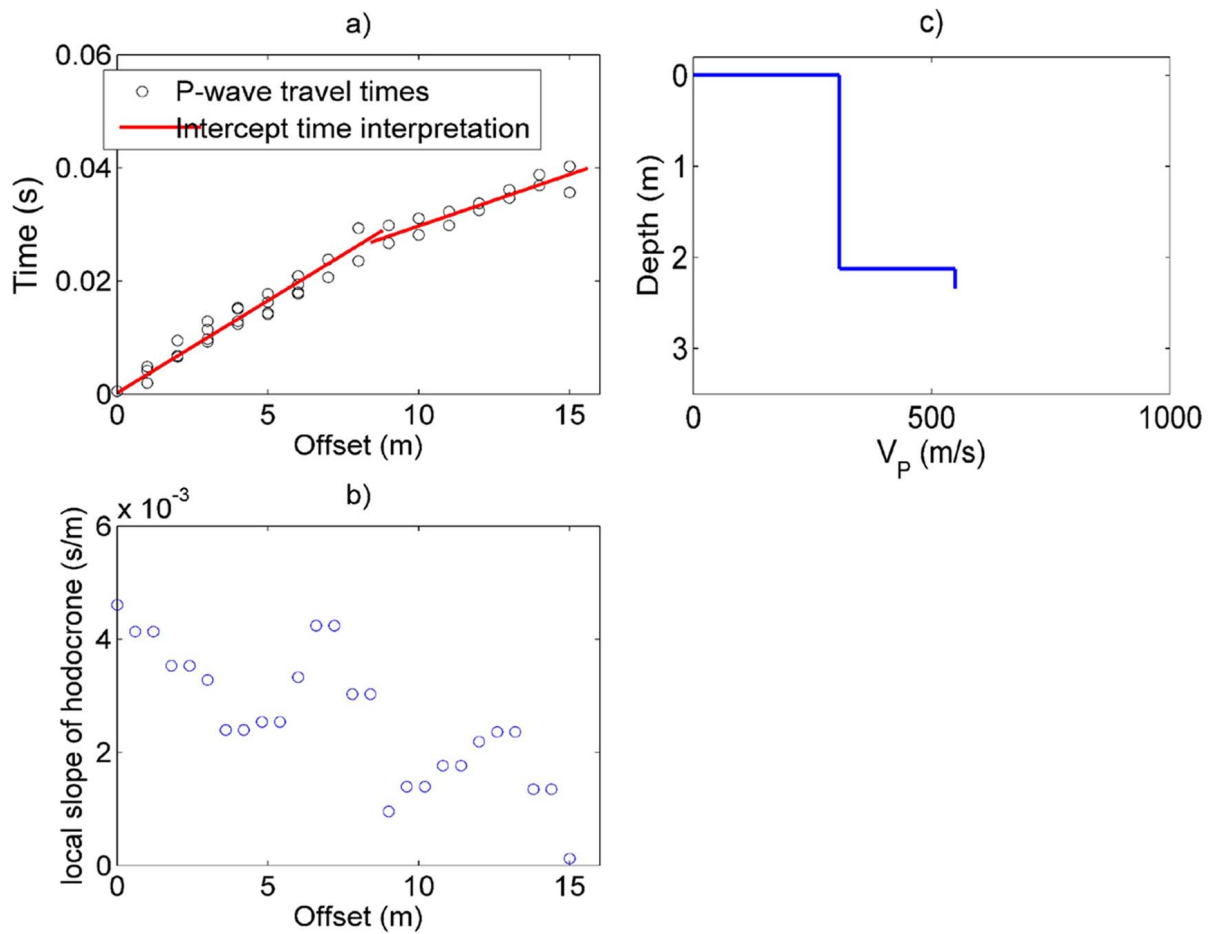 a)
0.06
0.04
0.02
0
Time (s)
P-wave travel times
Intercept time interpretation
0 5 10 15
Offset (m)
c)
0
1
2
3
Depth (m)
0 500 1000
V_P (m/s)
b)
x 10^-3
6
4
2
0
local slope of hodocrone (s/m)
0 5 10 15
Offset (m)